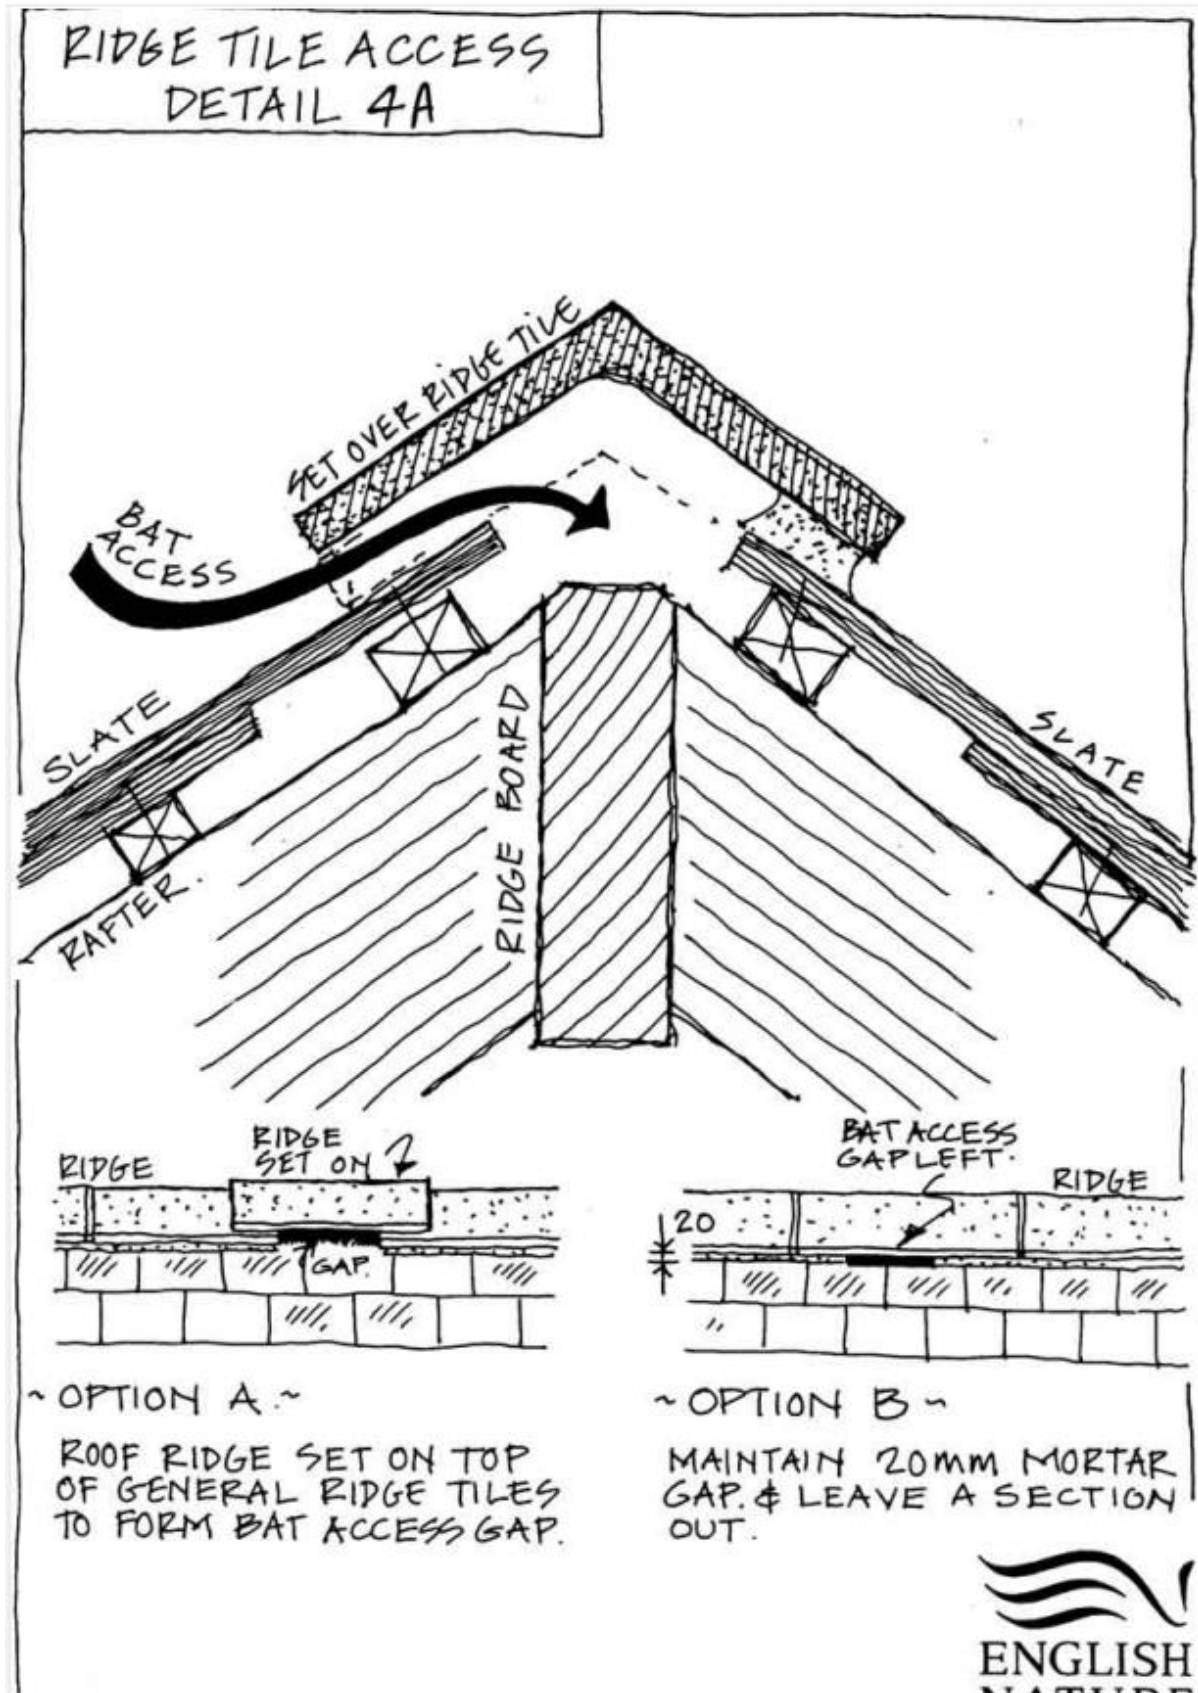 RIDGE TILE ACCESS
DETAIL 4A
SET OVER RIDGE TILE
BAT
ACCESS
SLATE
SLATE
RIDGE BOARD
RAFTER.
RIDGE
RIDGE
SET ON
GAP.
BAT ACCESS
GAP LEFT.
RIDGE
20
~ OPTION A.~
ROOF RIDGE SET ON TOP
OF GENERAL RIDGE TILES
TO FORM BAT ACCESS GAP.
~ OPTION B ~
MAINTAIN 20mm MORTAR
GAP. & LEAVE A SECTION
OUT.
ENGLISH
NATURE